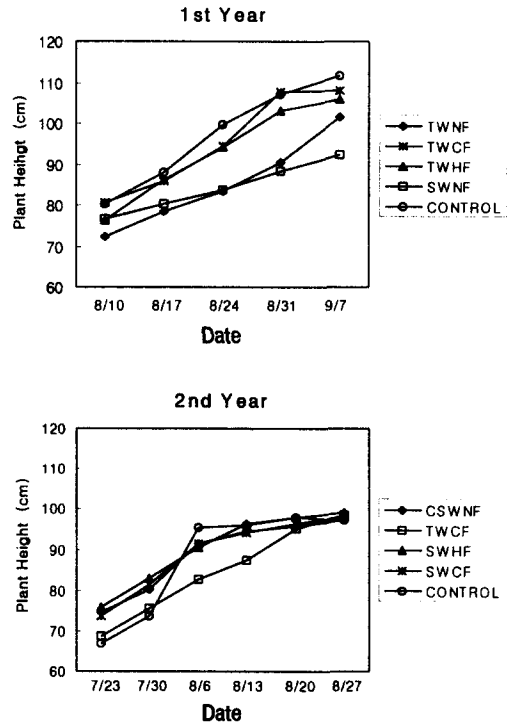 1st Year
Plant Heihgt (cm)
120
110
100
90
80
70
60
8/10 8/17 8/24 8/31 9/7
Date
TWNF
TWCF
TWHF
SWNF
CONTROL
2nd Year
Plant Height (cm)
120
100
90
80
70
60
7/23 7/30 8/6 8/13 8/20 8/27
Date
CSWNF
TWCF
SWHF
SWCF
CONTROL